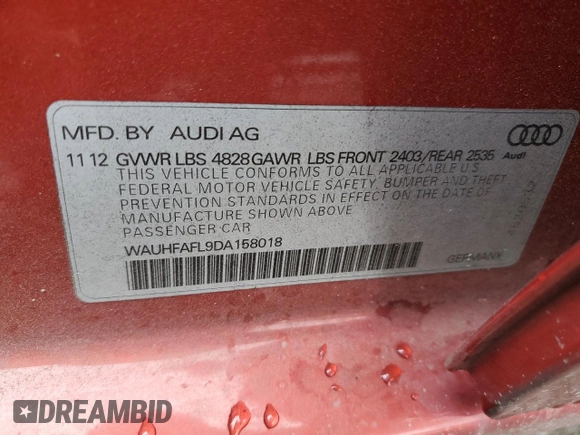 MFD. BY AUDI AG
11 12 GVWR LBS 4828 GAWR LBS FRONT 2403/REAR 2535
Audi
THIS VEHICLE CONFORMS TO ALL APPLICABLE U.S.
FEDERAL MOTOR VEHICLE SAFETY, BUMPER AND THEFT
PREVENTION STANDARDS IN EFFECT ON THE DATE OF
MANUFACTURE SHOWN ABOVE
PASSENGER CAR
WAUHFAFL9DA158018
GERMANY
DREAMBID